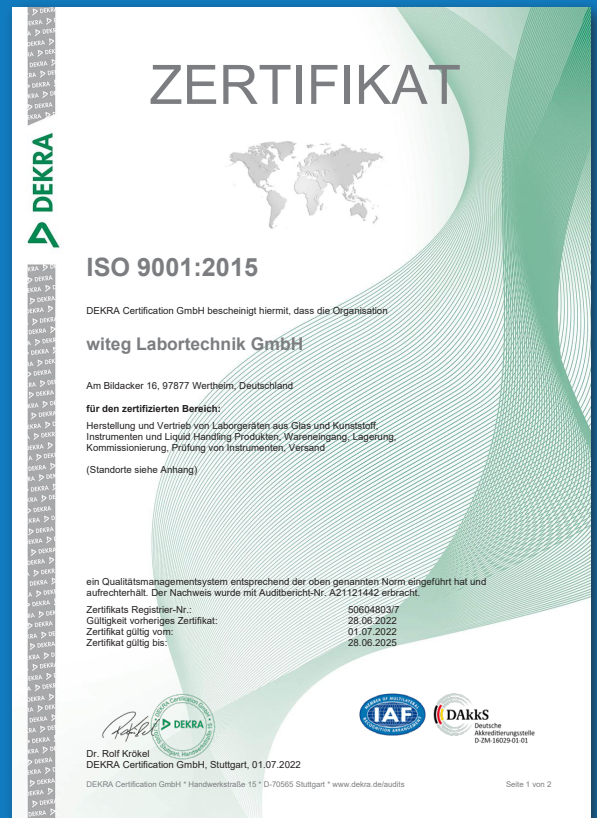 ZERTIFIKAT
DEKRA
ISO 9001:2015
DEKRA Certification GmbH bescheinigt hiermit, dass die Organisation
witeg Labortechnik GmbH
Am Bildacker 16, 97877 Wertheim, Deutschland
für den zertifizierten Bereich:
Herstellung und Vertrieb von Laborgeräten aus Glas und Kunststoff,
Instrumenten und Liquid Handling Produkten, Wareneingang, Lagerung,
Kommissionierung, Prüfung von Instrumenten, Versand
(Standorte siehe Anhang)
ein Qualitätsmanagementsystem entsprechend der oben genannten Norm eingeführt hat und
aufrechterhält. Der Nachweis wurde mit Auditbericht-Nr. A21121442 erbracht.
Zertifikats Registrier-Nr.: 50604803/7
Gültigkeit vorheriges Zertifikat: 28.06.2022
Zertifikat gültig vom: 01.07.2022
Zertifikat gültig bis: 28.06.2025
DEKRA
MEMBER OF MULTILATERAL
IAF
RECOGNITION ARRANGEMENT
DAkkS
Deutsche
Akkreditierungsstelle
D-ZM-16029-01-01
Dr. Rolf Krökel
DEKRA Certification GmbH, Stuttgart, 01.07.2022
DEKRA Certification GmbH * Handwerkstraße 15 * D-70565 Stuttgart * www.dekra.de/audits Seite 1 von 2